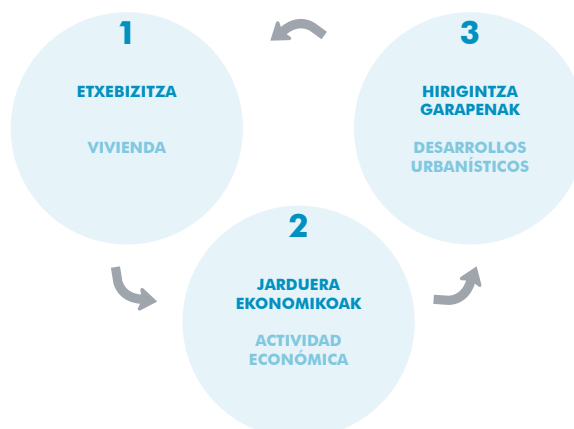 1
ETXEBIZITZA
VIVIENDA
2
JARDUERA
EKONOMIKOAK
ACTIVIDAD
ECONÓMICA
3
HIRIGINTZA
GARAPENAK
DESARROLLOS
URBANÍSTICOS